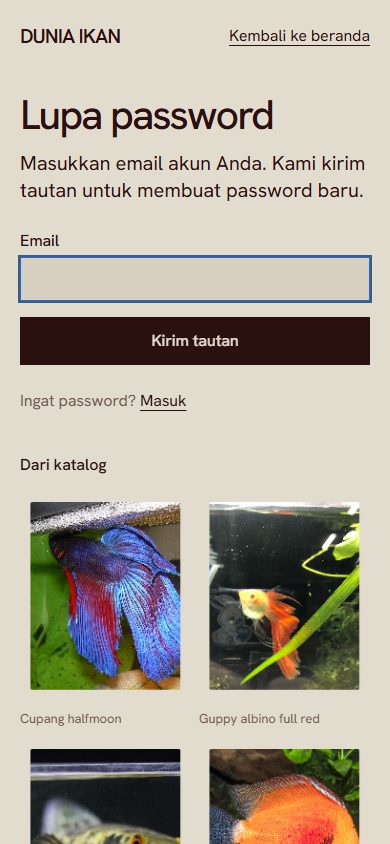 DUNIA IKAN
Kembali ke beranda
Lupa password
Masukkan email akun Anda. Kami kirim
tautan untuk membuat password baru.
Email
Kirim tautan
Ingat password? Masuk
Dari katalog
Cupang halfmoon
Guppy albino full red